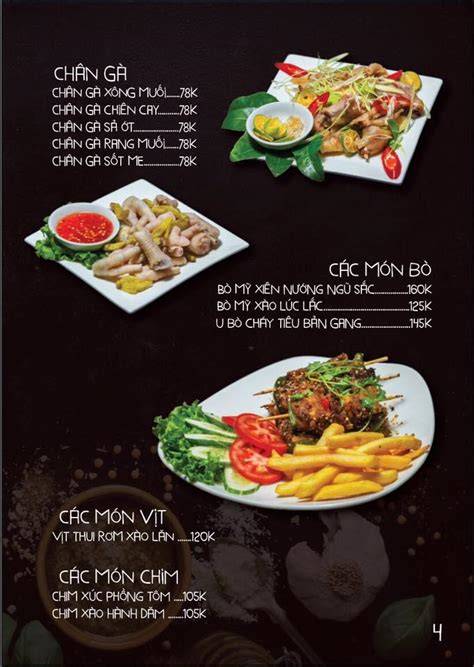 CHÂN GÀ
CHÂN GÀ XÔNG MUỐI......78K
CHÂN GÀ CHIÊN CAY.........78K
CHÂN GÀ SẢ ỚT................78K
CHÂN GÀ RANG MUỐI.......78K
CHÂN GÀ SỐT ME..............78K
CÁC MÓN BÒ
BÒ MỸ XIÊN NƯỚNG NGŨ SẮC............160K
BÒ MỸ XÀO LÚC LẮC...............................125K
U BÒ CHÁY TIÊU BẢN GANG..................145K
CÁC MÓN VỊT
VỊT THUI RƠM XÀO LĂN ......120K
CÁC MÓN CHIM
CHIM XÚC PHỒNG TÔM .....105K
CHIM XÀO HÀNH DĂM .......105K
4